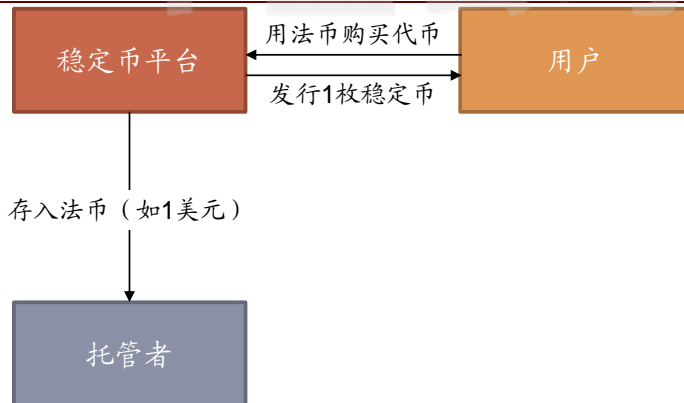 用法币购买代币
稳定币平台
用户
发行1枚稳定币
存入法币（如1美元）
托管者